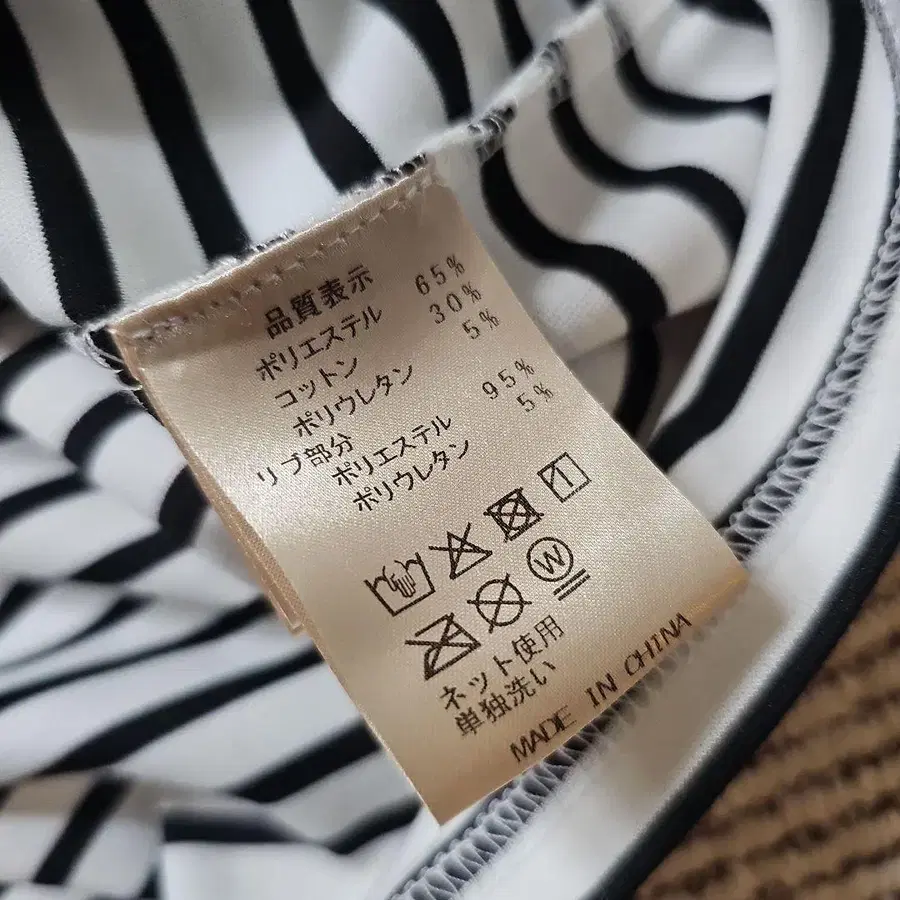 品質表示
ポリエステル 65%
コットン 30%
ポリウレタン 5%
リブ部分
ポリエステル 95%
ポリウレタン 5%
W
ネット使用
単独洗い
MADE IN CHINA